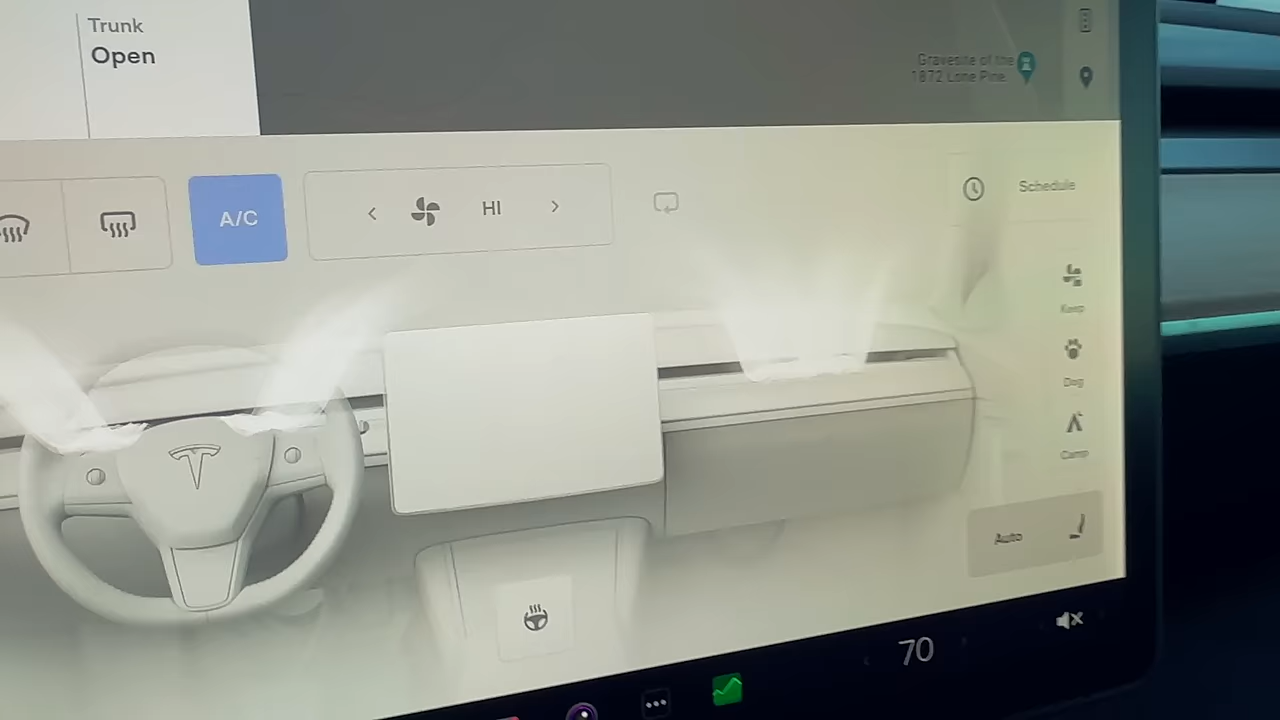 Trunk
Open
Gravesite of the
1872 Lone Pine
A/C
HI
Schedule
Keep
Dog
Camp
Auto
70